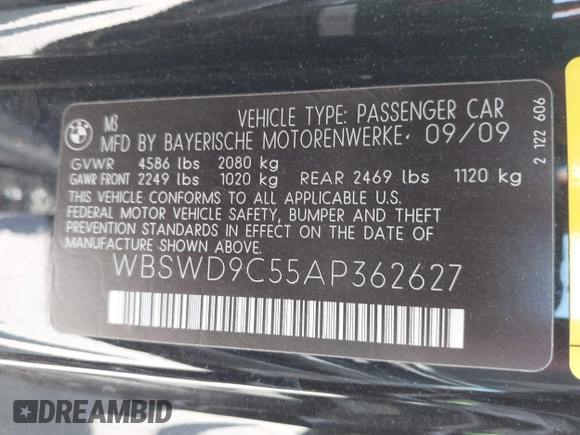 BMW
M3
VEHICLE TYPE: PASSENGER CAR
MFD BY BAYERISCHE MOTORENWERKE· 09/09
GVWR 4586 lbs 2080 kg
GAWR FRONT 2249 lbs 1020 kg REAR 2469 lbs 1120 kg
THIS VEHICLE CONFORMS TO ALL APPLICABLE U.S.
FEDERAL MOTOR VEHICLE SAFETY, BUMPER AND THEFT
PREVENTION STANDARDS IN EFFECT ON THE DATE OF
MANUFACTURE SHOWN ABOVE.
WBSWD9C55AP362627
2 122 606
DREAMBID